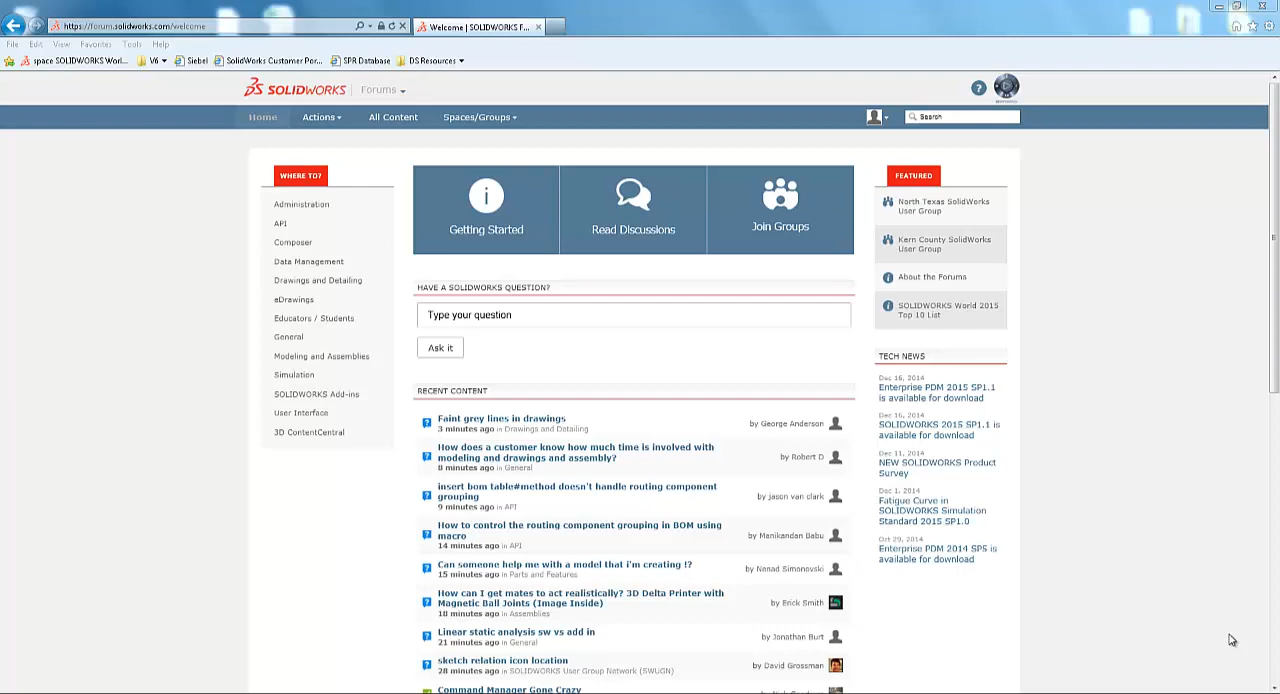 https://forum.solidworks.com/welcome
Welcome | SOLIDWORKS F...
File Edit View Favorites Tools Help
space SOLIDWORKS Worl...
V6
Siebel
SolidWorks Customer Por...
SPR Database
DS Resources
SOLIDWORKS
Forums
?
Home
Actions
All Content
Spaces/Groups
Search
WHERE TO?
Administration
API
Composer
Data Management
Drawings and Detailing
eDrawings
Educators / Students
General
Modeling and Assemblies
Simulation
SOLIDWORKS Add-ins
User Interface
3D ContentCentral
Getting Started
Read Discussions
Join Groups
HAVE A SOLIDWORKS QUESTION?
Type your question
Ask it
RECENT CONTENT
Faint grey lines in drawings
3 minutes ago in Drawings and Detailing
by George Anderson
How does a customer know how much time is involved with
modeling and drawings and assembly?
8 minutes ago in General
by Robert D
insert bom table#method doesn't handle routing component
grouping
9 minutes ago in API
by jason van clark
How to control the routing component grouping in BOM using
macro
14 minutes ago in API
by Manikandan Babu
Can someone help me with a model that i'm creating !?
15 minutes ago in Parts and Features
by Nenad Simonovski
How can I get mates to act realistically? 3D Delta Printer with
Magnetic Ball Joints (Image Inside)
18 minutes ago in Assemblies
by Erick Smith
Linear static analysis sw vs add in
21 minutes ago in General
by Jonathan Burt
sketch relation icon location
28 minutes ago in SOLIDWORKS User Group Network (SWUGN)
by David Grossman
Command Manager Gone Crazy
FEATURED
North Texas SolidWorks
User Group
Kern County SolidWorks
User Group
About the Forums
SOLIDWORKS World 2015
Top 10 List
TECH NEWS
Dec 16, 2014
Enterprise PDM 2015 SP1.1
is available for download
Dec 16, 2014
SOLIDWORKS 2015 SP1.1 is
available for download
Dec 11, 2014
NEW SOLIDWORKS Product
Survey
Dec 1, 2014
Fatigue Curve in
SOLIDWORKS Simulation
Standard 2015 SP1.0
Oct 29, 2014
Enterprise PDM 2014 SP5 is
available for download